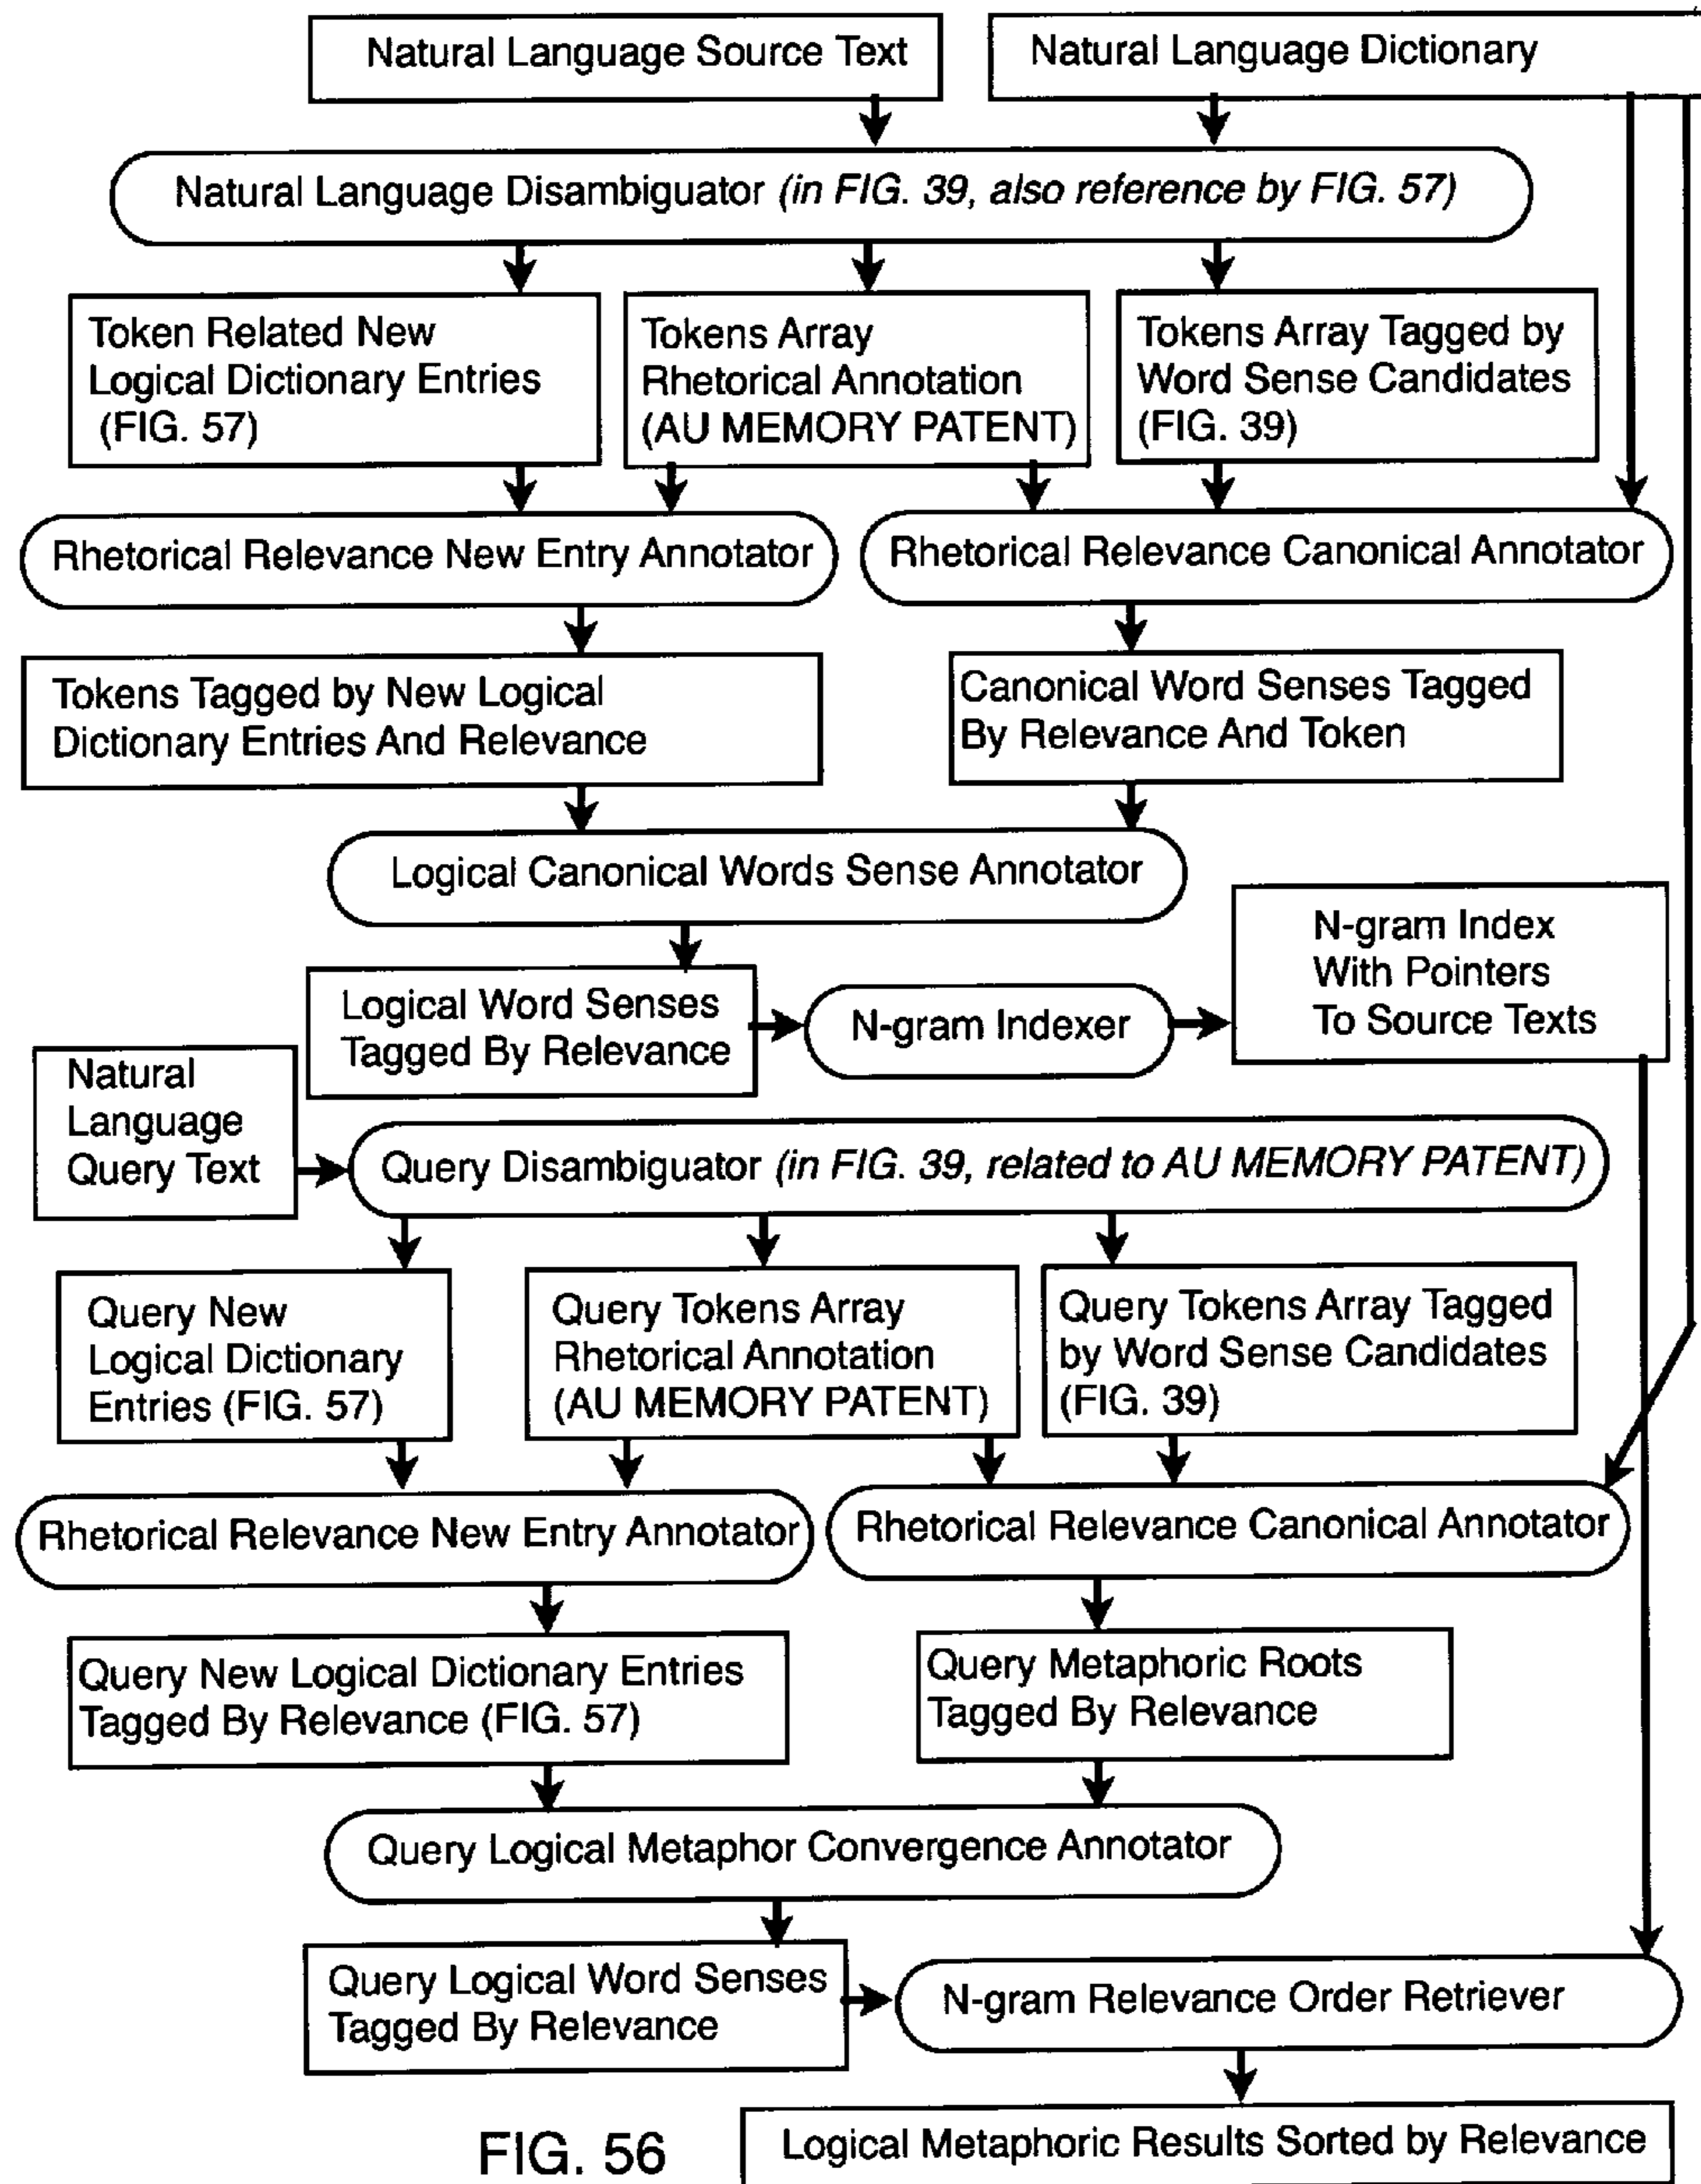 Natural Language Source Text
Natural Language Dictionary
Natural Language Disambiguator (in FIG. 39, also reference by FIG. 57)
Token Related New
Logical Dictionary Entries
(FIG. 57)
Tokens Array
Rhetorical Annotation
(AU MEMORY PATENT)
Tokens Array Tagged by
Word Sense Candidates
(FIG. 39)
Rhetorical Relevance New Entry Annotator
Rhetorical Relevance Canonical Annotator
Tokens Tagged by New Logical
Dictionary Entries And Relevance
Canonical Word Senses Tagged
By Relevance And Token
Logical Canonical Words Sense Annotator
Logical Word Senses
Tagged By Relevance
N-gram Indexer
N-gram Index
With Pointers
To Source Texts
Natural
Language
Query Text
Query Disambiguator (in FIG. 39, related to AU MEMORY PATENT)
Query New
Logical Dictionary
Entries (FIG. 57)
Query Tokens Array
Rhetorical Annotation
(AU MEMORY PATENT)
Query Tokens Array Tagged
by Word Sense Candidates
(FIG. 39)
Rhetorical Relevance New Entry Annotator
Rhetorical Relevance Canonical Annotator
Query New Logical Dictionary Entries
Tagged By Relevance (FIG. 57)
Query Metaphoric Roots
Tagged By Relevance
Query Logical Metaphor Convergence Annotator
Query Logical Word Senses
Tagged By Relevance
N-gram Relevance Order Retriever
Logical Metaphoric Results Sorted by Relevance
FIG. 56